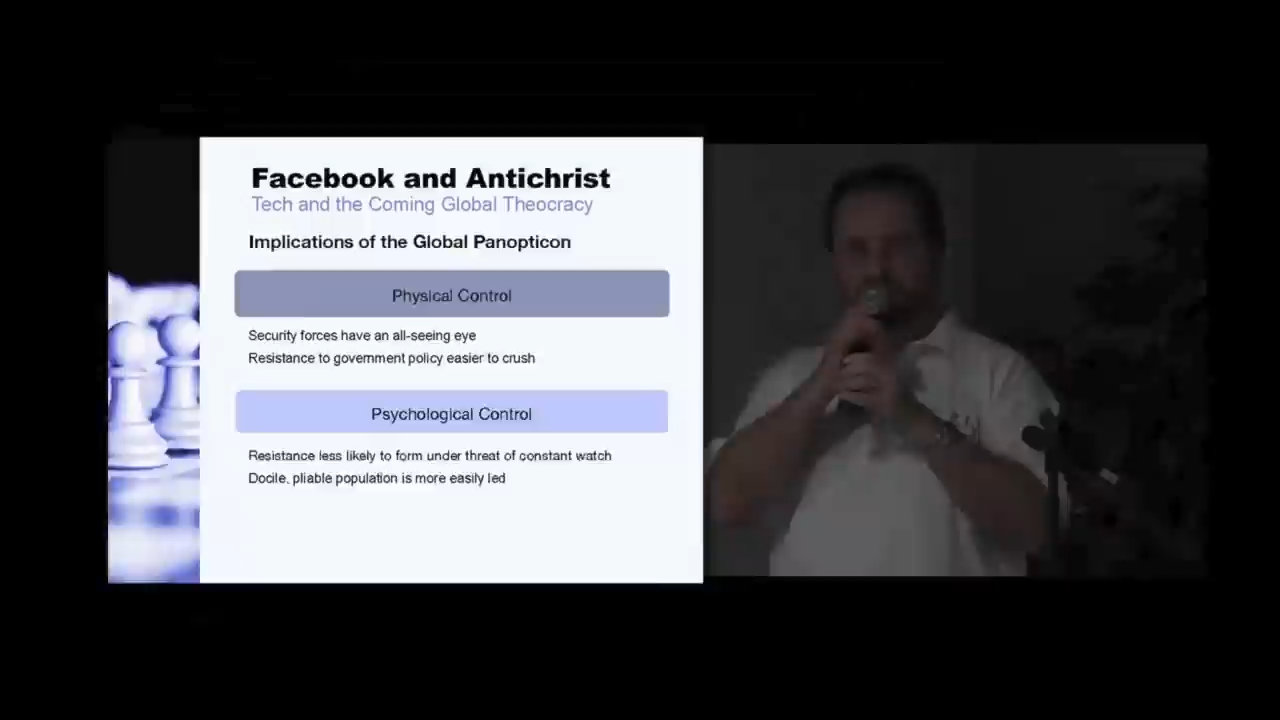 Facebook and Antichrist
Tech and the Coming Global Theocracy
Implications of the Global Panopticon
Physical Control
Security forces have an all-seeing eye
Resistance to government policy easier to crush
Psychological Control
Resistance less likely to form under threat of constant watch
Docile, pliable population is more easily led